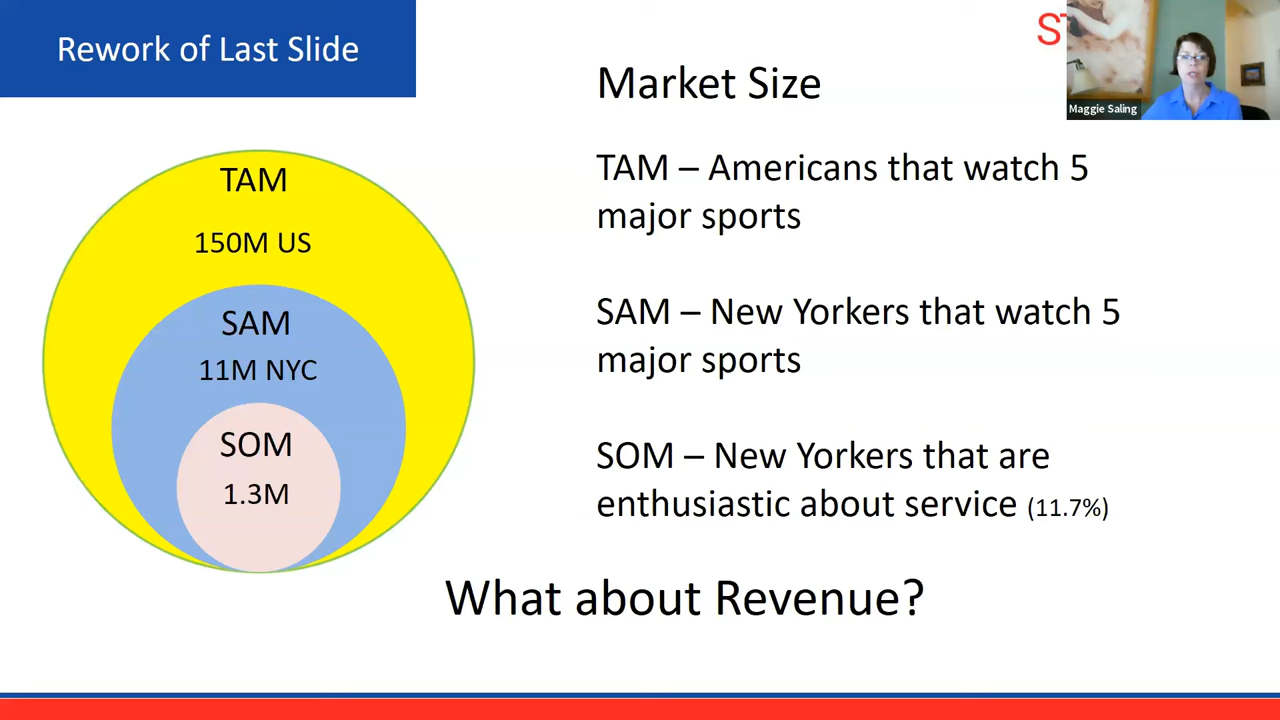 Rework of Last Slide
Maggie Saling
Market Size
TAM
150M US
SAM
11M NYC
SOM
1.3M
TAM – Americans that watch 5
major sports
SAM – New Yorkers that watch 5
major sports
SOM – New Yorkers that are
enthusiastic about service (11.7%)
What about Revenue?